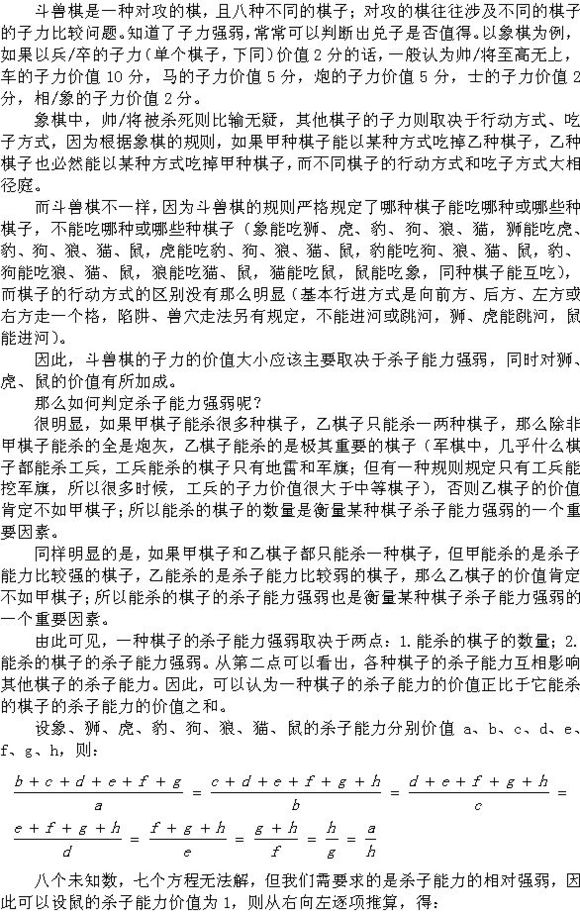 斗兽棋是一种对攻的棋，且八种不同的棋子；对攻的棋往往涉及不同的棋子
的子力比较问题。知道了子力强弱，常常可以判断出兑子是否值得。以象棋为例，
如果以兵/卒的子力（单个棋子，下同）价值 2 分的话，一般认为帅/将至高无上，
车的子力价值 10 分，马的子力价值 5 分，炮的子力价值 5 分，士的子力价值 2
分，相/象的子力价值 2 分。
象棋中，帅/将被杀死则比输无疑，其他棋子的子力则取决于行动方式、吃
子方式，因为根据象棋的规则，如果甲种棋子能以某种方式吃掉乙种棋子，乙种
棋子也必然能以某种方式吃掉甲种棋子，而不同棋子的行动方式和吃子方式大相
径庭。
而斗兽棋不一样，因为斗兽棋的规则严格规定了哪种棋子能吃哪种或哪些种
棋子，不能吃哪种或哪些种棋子（象能吃狮、虎、豹、狗、狼、猫，狮能吃虎、
豹、狗、狼、猫、鼠，虎能吃豹、狗、狼、猫、鼠，豹能吃狗、狼、猫、鼠，
狗能吃狼、猫、鼠，狼能吃猫、鼠，猫能吃鼠，鼠能吃象，同种棋子能互吃），
而棋子的行动方式的区别没有那么明显（基本行进方式是向前方、后方、左方或
右方走一个格，陷阱、兽穴走法另有规定，不能进河或跳河，狮、虎能跳河，鼠
能进河）。
因此，斗兽棋的子力的价值大小应该主要取决于杀子能力强弱，同时对狮、
虎、鼠的价值有所加成。
那么如何判定杀子能力强弱呢？
很明显，如果甲棋子能杀很多种棋子，乙棋子只能杀一两种棋子，那么除非
甲棋子能杀的全是炮灰，乙棋子能杀的是极其重要的棋子（军棋中，几乎什么棋
子都能杀工兵，工兵能杀的棋子只有地雷和军旗；但有一种规则规定只有工兵能
挖军旗，所以很多时候，工兵的子力价值很大于中等棋子），否则乙棋子的价值
肯定不如甲棋子；所以能杀的棋子的数量是衡量某种棋子杀子能力强弱的一个重
要因素。
同样明显的是，如果甲棋子和乙棋子都只能杀一种棋子，但甲能杀的是杀子
能力比较强的棋子，乙能杀的是杀子能力比较弱的棋子，那么乙棋子的价值肯定
不如甲棋子；所以能杀的棋子的杀子能力强弱也是衡量某种棋子杀子能力强弱的
一个重要因素。
由此可见，一种棋子的杀子能力强弱取决于两点：1.能杀的棋子的数量；2.
能杀的棋子的杀子能力强弱。从第二点可以看出，各种棋子的杀子能力互相影响
其他棋子的杀子能力。因此，可以认为一种棋子的杀子能力的价值正比于它能杀
的棋子的杀子能力的价值之和。
设象、狮、虎、豹、狗、狼、猫、鼠的杀子能力分别价值 a、b、c、d、e、
f、g、h，则：
(b+c+d+e+f+g)/a = (c+d+e+f+g+h)/b = (d+e+f+g+h)/c =
(e+f+g+h)/d = (f+g+h)/e = (g+h)/f = h/g = a/h
八个未知数，七个方程无法解，但我们需要求的是杀子能力的相对强弱，因
此可以设鼠的杀子能力价值为 1，则从右向左逐项推算，得：